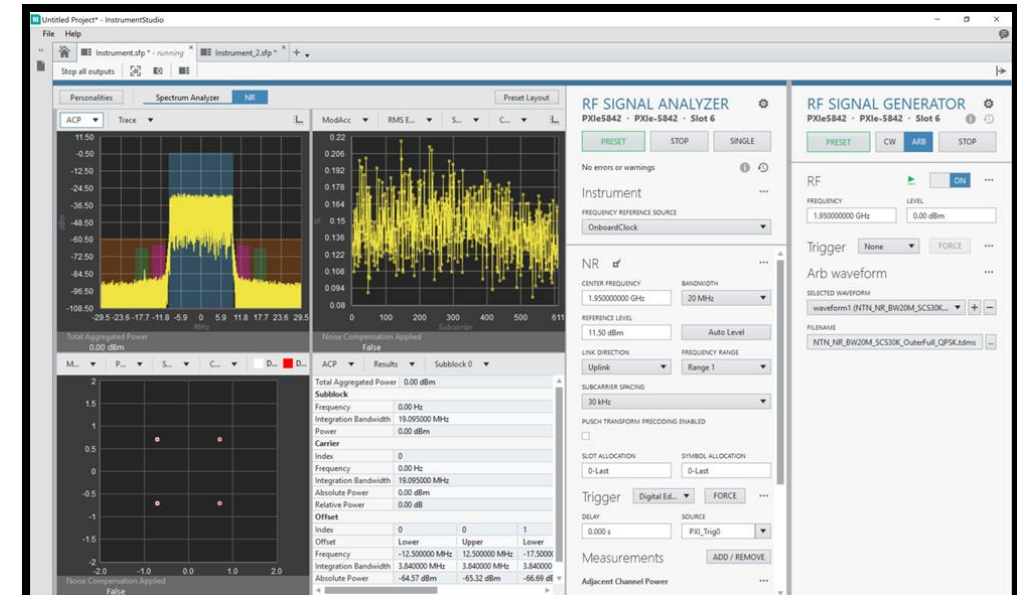 Untitled Project* - InstrumentStudio
File Help
Instrument.sfp * - running × Instrument_2.sfp * × +
Stop all outputs
Personalities Spectrum Analyzer NR Preset Layout
ACP Trace
11.50
-0.50
-12.50
-24.50
-36.50
-48.50
-60.50
-72.50
-84.50
-96.50
-108.50
dBm
-29.5 -23.6 -17.7 -11.8 -5.9 0 5.9 11.8 17.7 23.6 29.5
MHz
Total Aggregated Power
0.00 dBm
ModAcc RMS E... S... C...
0.22
0.206
0.192
0.178
0.164
0.15
0.136
0.122
0.108
0.094
0.08
%
0 100 200 300 400 500 611
Subcarrier
Noise Compensation Applied
False
M... P... S... C... D... D...
2
1.5
1
0.5
0
-0.5
-1
-1.5
-2
-2.0 -1.0 0.0 1.0 2.0
Noise Compensation Applied
False
ACP Results Subblock 0
Total Aggregated Power 0.00 dBm
Subblock
Frequency 0.00 Hz
Integration Bandwidth 19.095000 MHz
Power 0.00 dBm
Carrier
Index 0
Frequency 0.00 Hz
Integration Bandwidth 19.095000 MHz
Absolute Power 0.00 dBm
Relative Power 0.00 dB
Offset
Index 0 0 1
Offset Lower Upper Lower
Frequency -12.500000 MHz 12.500000 MHz -17.5000
Integration Bandwidth 3.840000 MHz 3.840000 MHz 3.840000
Absolute Power -64.57 dBm -65.32 dBm -66.69 dB
RF SIGNAL ANALYZER
PXIe5842 · PXIe-5842 · Slot 6
PRESET STOP SINGLE
No errors or warnings
Instrument ...
FREQUENCY REFERENCE SOURCE
OnboardClock
NR ...
CENTER FREQUENCY BANDWIDTH
1.950000000 GHz 20 MHz
REFERENCE LEVEL
11.50 dBm Auto Level
LINK DIRECTION FREQUENCY RANGE
Uplink Range 1
SUBCARRIER SPACING
30 kHz
PUSCH TRANSFORM PRECODING ENABLED
SLOT ALLOCATION SYMBOL ALLOCATION
0-Last 0-Last
Trigger Digital Ed... FORCE ...
DELAY SOURCE
0.000 s PXI_Trig0
Measurements ADD / REMOVE
Adjacent Channel Power ...
RF SIGNAL GENERATOR
PXIe5842 · PXIe-5842 · Slot 6
PRESET CW ARB STOP
RF ON ...
FREQUENCY LEVEL
1.950000000 GHz 0.00 dBm
Trigger None FORCE ...
Arb waveform ...
SELECTED WAVEFORM
waveform1 (NTN_NR_BW20M_SCS30K... + −
FILENAME
NTN_NR_BW20M_SCS30K_OuterFull_QPSK.tdms ...